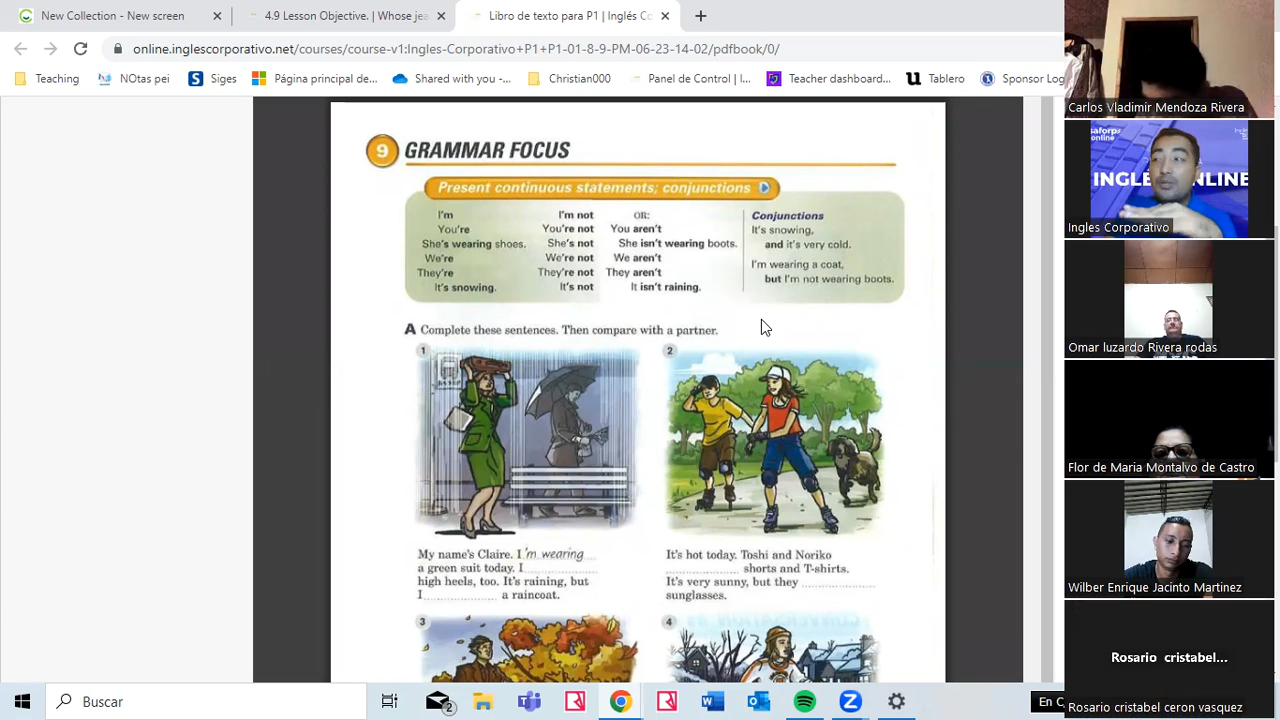 New Collection - New screen
4.9 Lesson Objective. Whose jea
Libro de texto para P1 | Inglés Co
online.inglescorporativo.net/courses/course-v1:Ingles-Corporativo+P1+P1-01-8-9-PM-06-23-14-02/pdfbook/0/
Teaching
NOtas pei
Siges
Página principal de...
Shared with you -...
Christian000
Panel de Control | I...
Teacher dashboard...
Tablero
Sponsor Log
9 GRAMMAR FOCUS
Present continuous statements; conjunctions
I'm I'm not OR: Conjunctions
You're You're not You aren't It's snowing,
She's wearing shoes. She's not She isn't wearing boots. and it's very cold.
We're We're not We aren't I'm wearing a coat,
They're They're not They aren't but I'm not wearing boots.
It's snowing. It's not It isn't raining.
A Complete these sentences. Then compare with a partner.
1
2
My name's Claire. I 'm wearing
a green suit today. I
high heels, too. It's raining, but
I a raincoat.
It's hot today. Toshi and Noriko
shorts and T-shirts.
It's very sunny, but they
sunglasses.
3
4
Carlos Vladimir Mendoza Rivera
INGLÉ NLINE
Ingles Corporativo
Omar luzardo Rivera rodas
Flor de Maria Montalvo de Castro
Wilber Enrique Jacinto Martinez
Rosario cristabel...
Rosario cristabel ceron vasquez
Buscar
2
En C